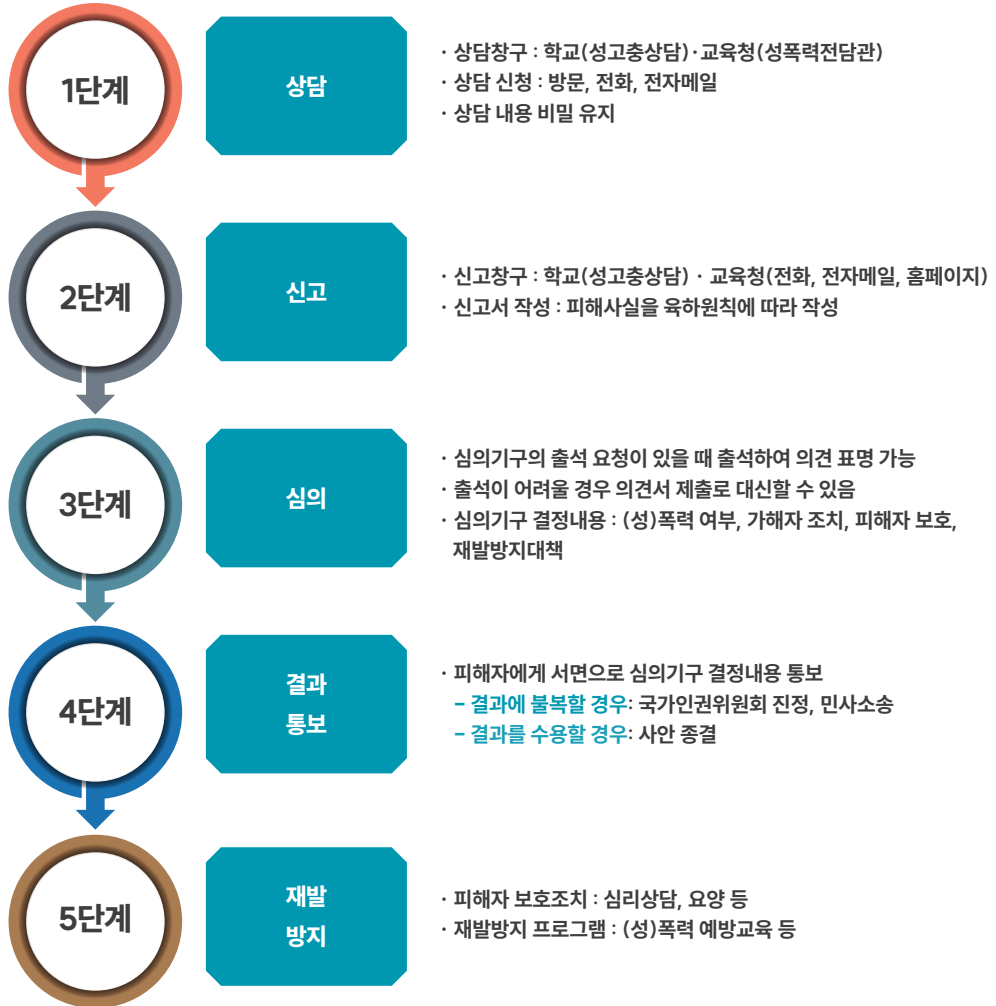 1단계
상담
· 상담창구 : 학교(성고충상담)·교육청(성폭력전담관)
· 상담 신청 : 방문, 전화, 전자메일
· 상담 내용 비밀 유지
2단계
신고
· 신고창구 : 학교(성고충상담) · 교육청(전화, 전자메일, 홈페이지)
· 신고서 작성 : 피해사실을 육하원칙에 따라 작성
3단계
심의
· 심의기구의 출석 요청이 있을 때 출석하여 의견 표명 가능
· 출석이 어려울 경우 의견서 제출로 대신할 수 있음
· 심의기구 결정내용 : (성)폭력 여부, 가해자 조치, 피해자 보호,
재발방지대책
4단계
결과
통보
· 피해자에게 서면으로 심의기구 결정내용 통보
- 결과에 불복할 경우: 국가인권위원회 진정, 민사소송
- 결과를 수용할 경우: 사안 종결
5단계
재발
방지
· 피해자 보호조치 : 심리상담, 요양 등
· 재발방지 프로그램 : (성)폭력 예방교육 등